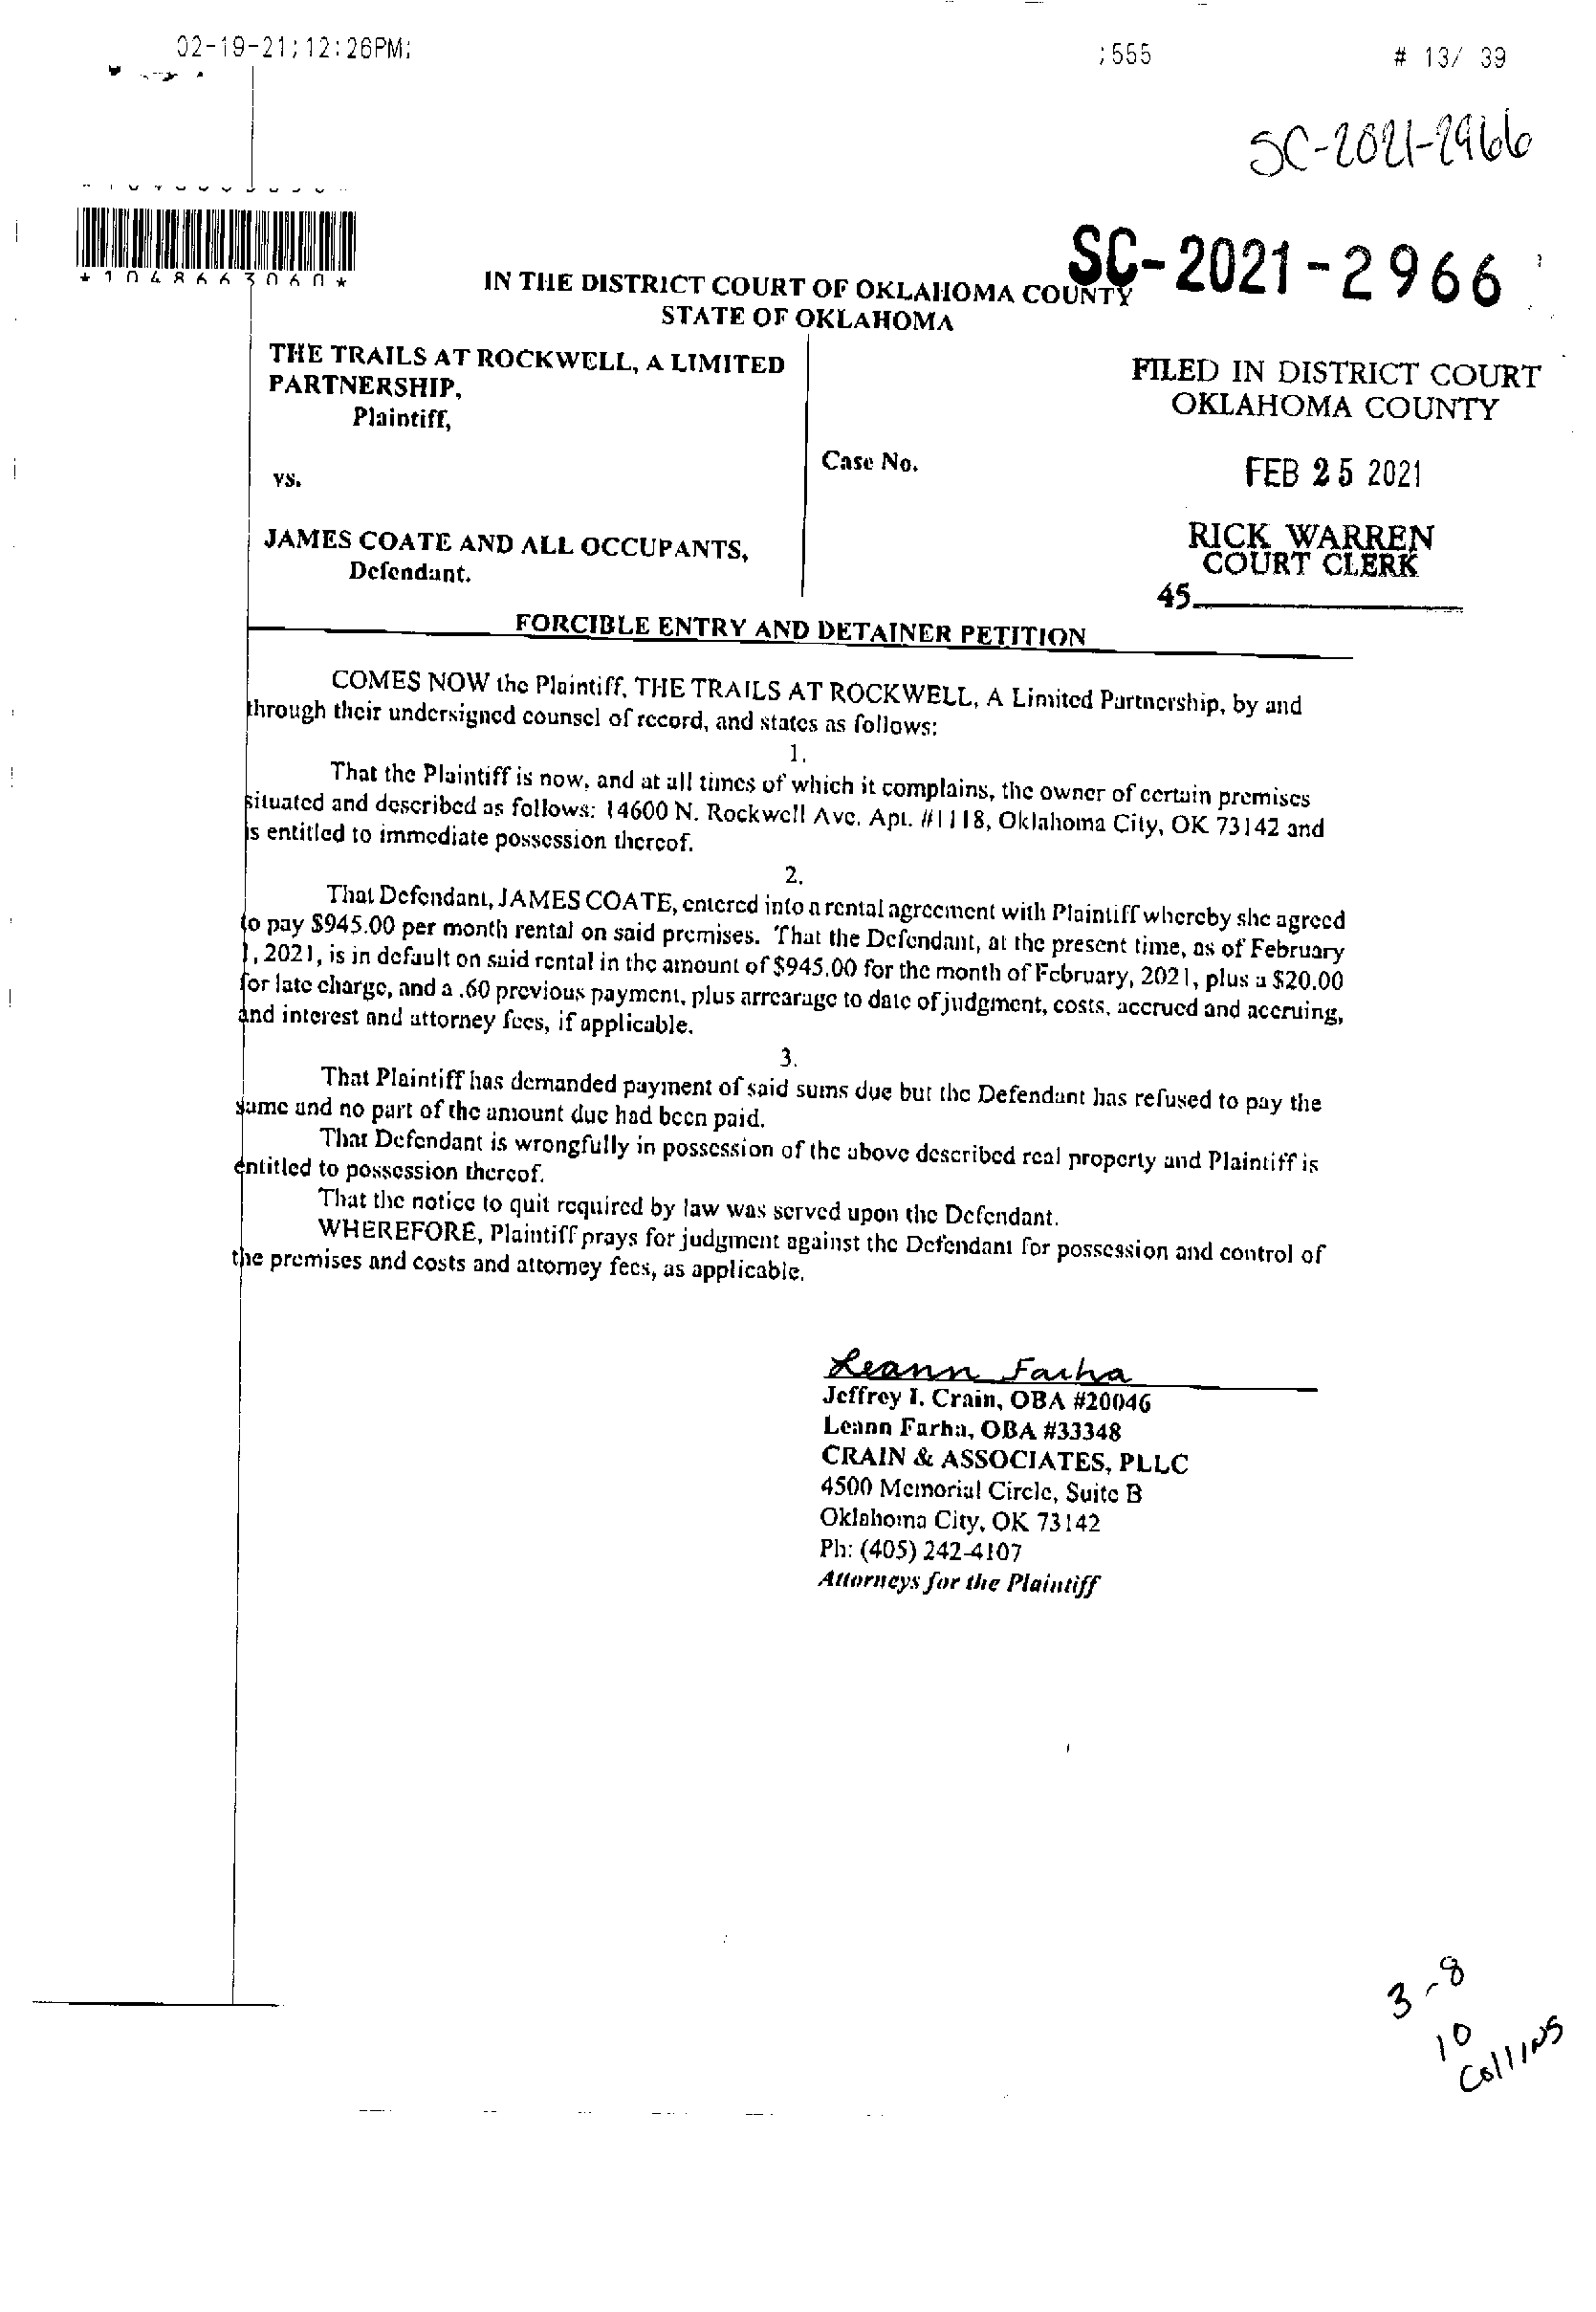 02-19-21;12:26PM; ;555 # 13/ 39
SC-2021-2966
*1048663060*
SC-2021-2966
IN THE DISTRICT COURT OF OKLAHOMA COUNTY
STATE OF OKLAHOMA
THE TRAILS AT ROCKWELL, A LIMITED
PARTNERSHIP,
Plaintiff,
vs.
JAMES COATE AND ALL OCCUPANTS,
Defendant.
Case No.
FILED IN DISTRICT COURT
OKLAHOMA COUNTY
FEB 25 2021
RICK WARREN
COURT CLERK
45
FORCIBLE ENTRY AND DETAINER PETITION
COMES NOW the Plaintiff, THE TRAILS AT ROCKWELL, A Limited Partnership, by and
through their undersigned counsel of record, and states as follows:
1.
That the Plaintiff is now, and at all times of which it complains, the owner of certain premises
situated and described as follows: 14600 N. Rockwell Ave. Apt. #1118, Oklahoma City, OK 73142 and
is entitled to immediate possession thereof.
2.
That Defendant, JAMES COATE, entered into a rental agreement with Plaintiff whereby she agreed
to pay $945.00 per month rental on said premises. That the Defendant, at the present time, as of February
1, 2021, is in default on said rental in the amount of $945.00 for the month of February, 2021, plus a $20.00
for late charge, and a .60 previous payment, plus arrearage to date of judgment, costs, accrued and accruing,
and interest and attorney fees, if applicable.
3.
That Plaintiff has demanded payment of said sums due but the Defendant has refused to pay the
same and no part of the amount due had been paid.
That Defendant is wrongfully in possession of the above described real property and Plaintiff is
entitled to possession thereof.
That the notice to quit required by law was served upon the Defendant.
WHEREFORE, Plaintiff prays for judgment against the Defendant for possession and control of
the premises and costs and attorney fees, as applicable.
Leann Farha
Jeffrey I. Crain, OBA #20046
Leann Farha, OBA #33348
CRAIN & ASSOCIATES, PLLC
4500 Memorial Circle, Suite B
Oklahoma City, OK 73142
Ph: (405) 242-4107
Attorneys for the Plaintiff
3-8
10
Collins